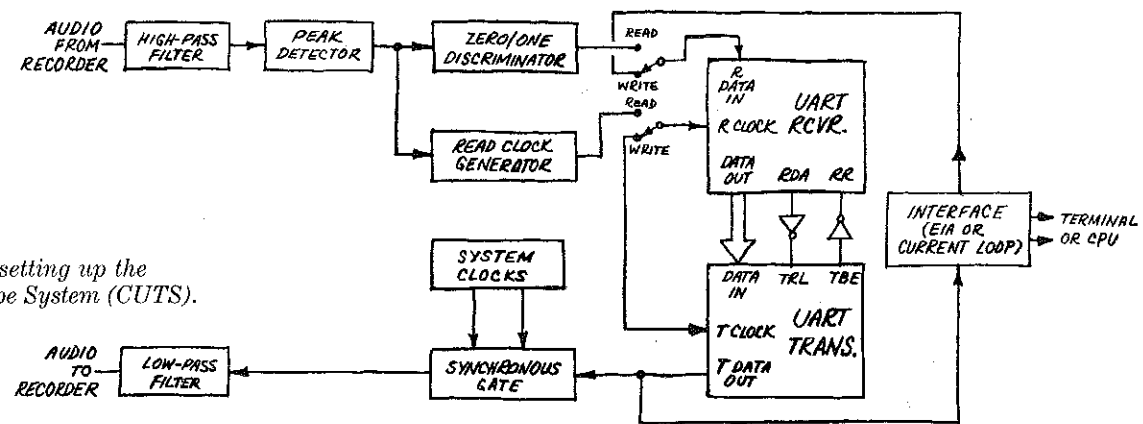 AUDIO
FROM
RECORDER
HIGH-PASS
FILTER
PEAK
DETECTOR
ZERO/ONE
DISCRIMINATOR
READ
WRITE
READ
WRITE
READ CLOCK
GENERATOR
R
DATA
IN
UART
RCVR.
R CLOCK
DATA
OUT
RDA
RR
INTERFACE
(EIA OR
CURRENT LOOP)
TERMINAL
OR CPU
setting up the
pe System (CUTS).
SYSTEM
CLOCKS
DATA
IN
TRL
TBE
T CLOCK
UART
TRANS.
T DATA
OUT
AUDIO
TO
RECORDER
LOW-PASS
FILTER
SYNCHRONOUS
GATE